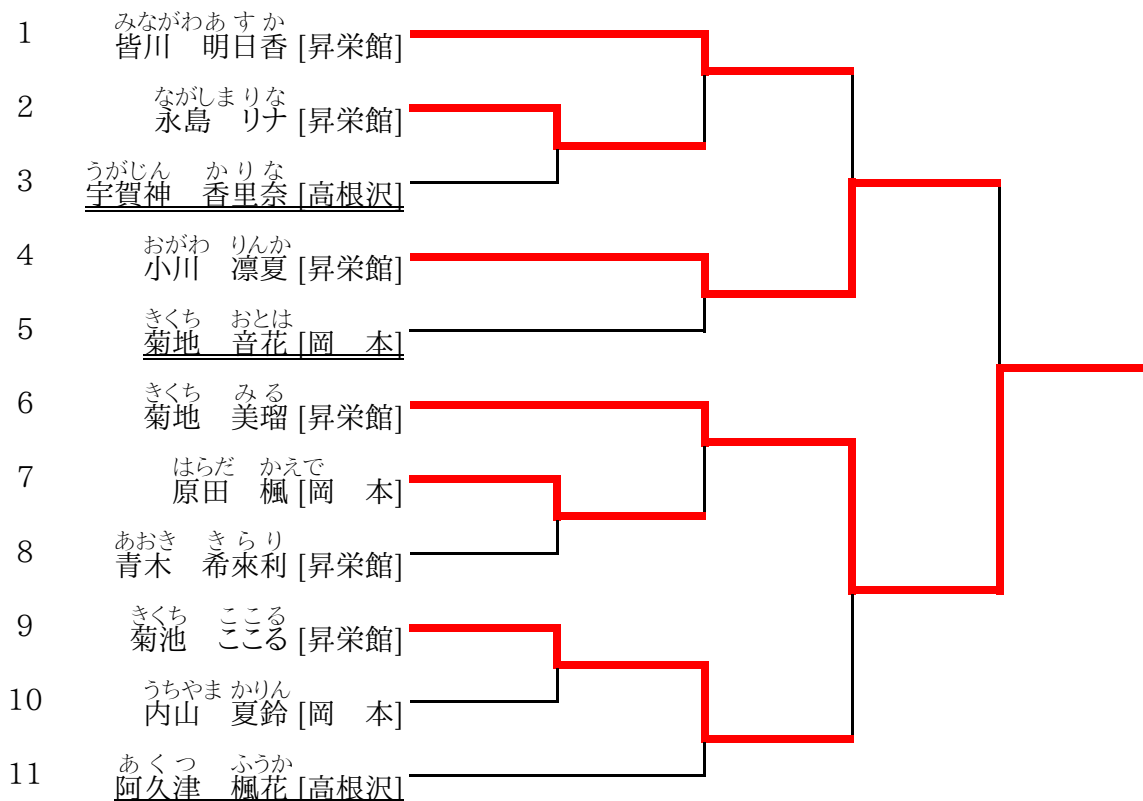 みながわあすか
1 皆川 明日香 [昇栄館]
ながしまりな
2 永島 リナ [昇栄館]
うがじん かりな
3 宇賀神 香里奈 [高根沢]
おがわ りんか
4 小川 凛夏 [昇栄館]
きくち おとは
5 菊地 音花 [岡 本]
きくち みる
6 菊地 美瑠 [昇栄館]
はらだ かえで
7 原田 楓 [岡 本]
あおき きらり
8 青木 希來利 [昇栄館]
きくち こころ
9 菊池 こころ [昇栄館]
うちやま かりん
10 内山 夏鈴 [岡 本]
あくつ ふうか
11 阿久津 楓花 [高根沢]